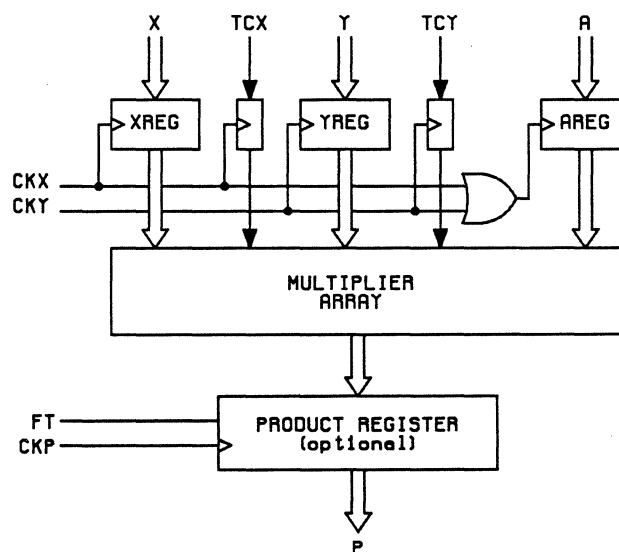 X TCX Y TCY A
XREG YREG AREG
CKX
CKY
MULTIPLIER
ARRAY
FT
PRODUCT REGISTER
CKP
(optional)
P